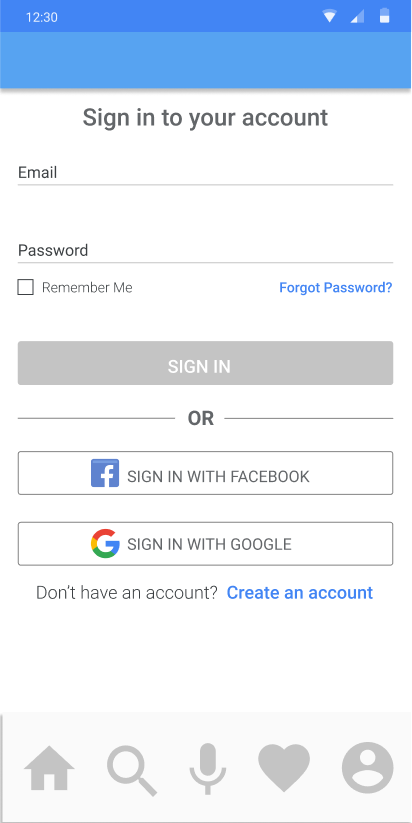 12:30
Sign in to your account
Email
Password
Remember Me
Forgot Password?
SIGN IN
OR
SIGN IN WITH FACEBOOK
SIGN IN WITH GOOGLE
Don't have an account? Create an account